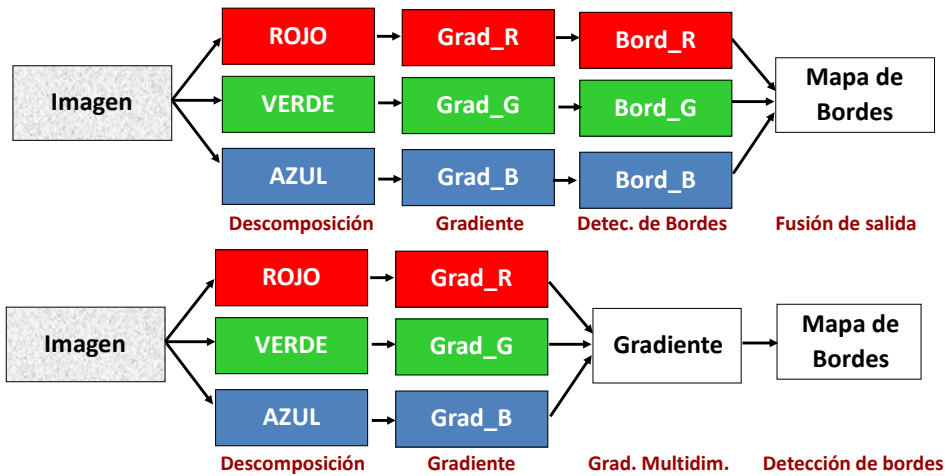 ROJO
Grad_R
Bord_R
Imagen
VERDE
Grad_G
Bord_G
Mapa de
Bordes
AZUL
Grad_B
Bord_B
Descomposición
Gradiente
Detec. de Bordes
Fusión de salida
ROJO
Grad_R
Imagen
VERDE
Grad_G
Gradiente
Mapa de
Bordes
AZUL
Grad_B
Descomposición
Gradiente
Grad. Multidim.
Detección de bordes